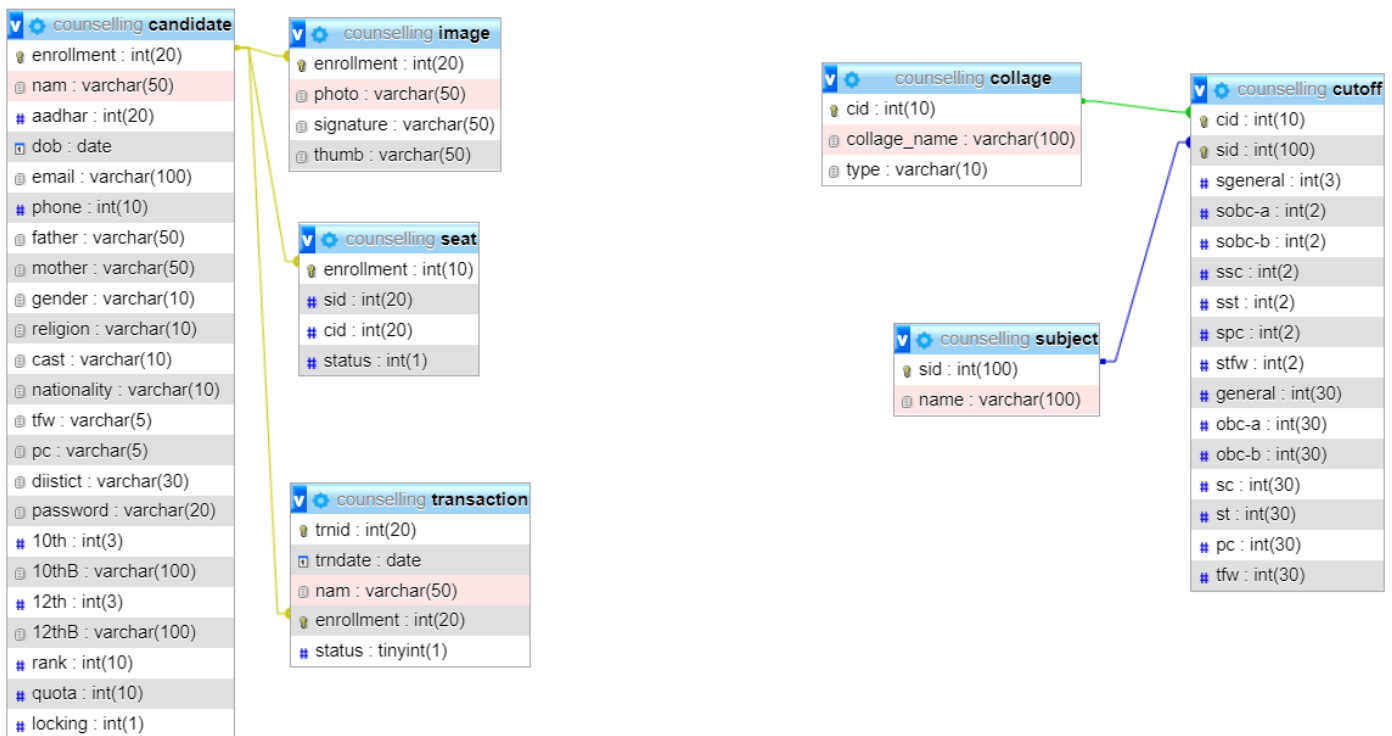 v counselling candidate
enrollment : int(20)
nam : varchar(50)
# aadhar : int(20)
dob : date
email : varchar(100)
# phone : int(10)
father : varchar(50)
mother : varchar(50)
gender : varchar(10)
religion : varchar(10)
cast : varchar(10)
nationality : varchar(10)
tfw : varchar(5)
pc : varchar(5)
diistict : varchar(30)
password : varchar(20)
# 10th : int(3)
10thB : varchar(100)
# 12th : int(3)
12thB : varchar(100)
# rank : int(10)
# quota : int(10)
# locking : int(1)
v counselling image
enrollment : int(20)
photo : varchar(50)
signature : varchar(50)
thumb : varchar(50)
v counselling seat
enrollment : int(10)
# sid : int(20)
# cid : int(20)
# status : int(1)
v counselling transaction
trnid : int(20)
trndate : date
nam : varchar(50)
enrollment : int(20)
# status : tinyint(1)
v counselling collage
cid : int(10)
collage_name : varchar(100)
type : varchar(10)
v counselling subject
sid : int(100)
name : varchar(100)
v counselling cutoff
cid : int(10)
sid : int(100)
# sgeneral : int(3)
# sobc-a : int(2)
# sobc-b : int(2)
# ssc : int(2)
# sst : int(2)
# spc : int(2)
# stfw : int(2)
# general : int(30)
# obc-a : int(30)
# obc-b : int(30)
# sc : int(30)
# st : int(30)
# pc : int(30)
# tfw : int(30)